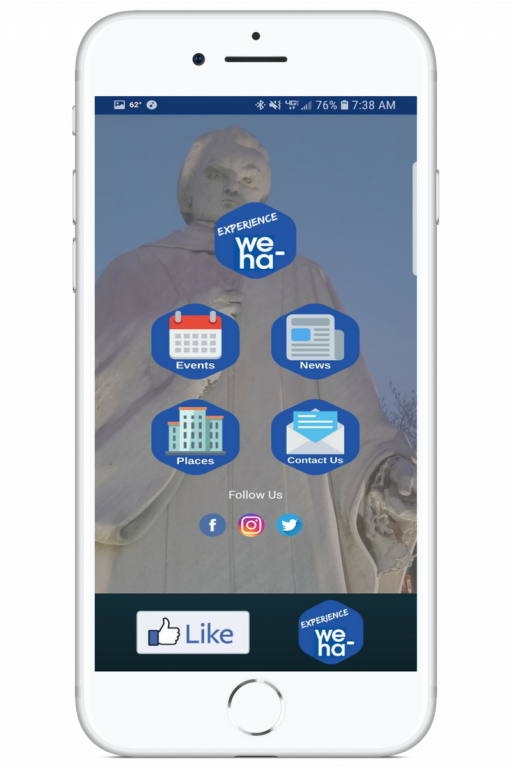 62°
4G 76% 7:38 AM
EXPERIENCE
we
ha-
Events
News
Places
Contact Us
Follow Us
f
Like
EXPERIENCE
we
ha-